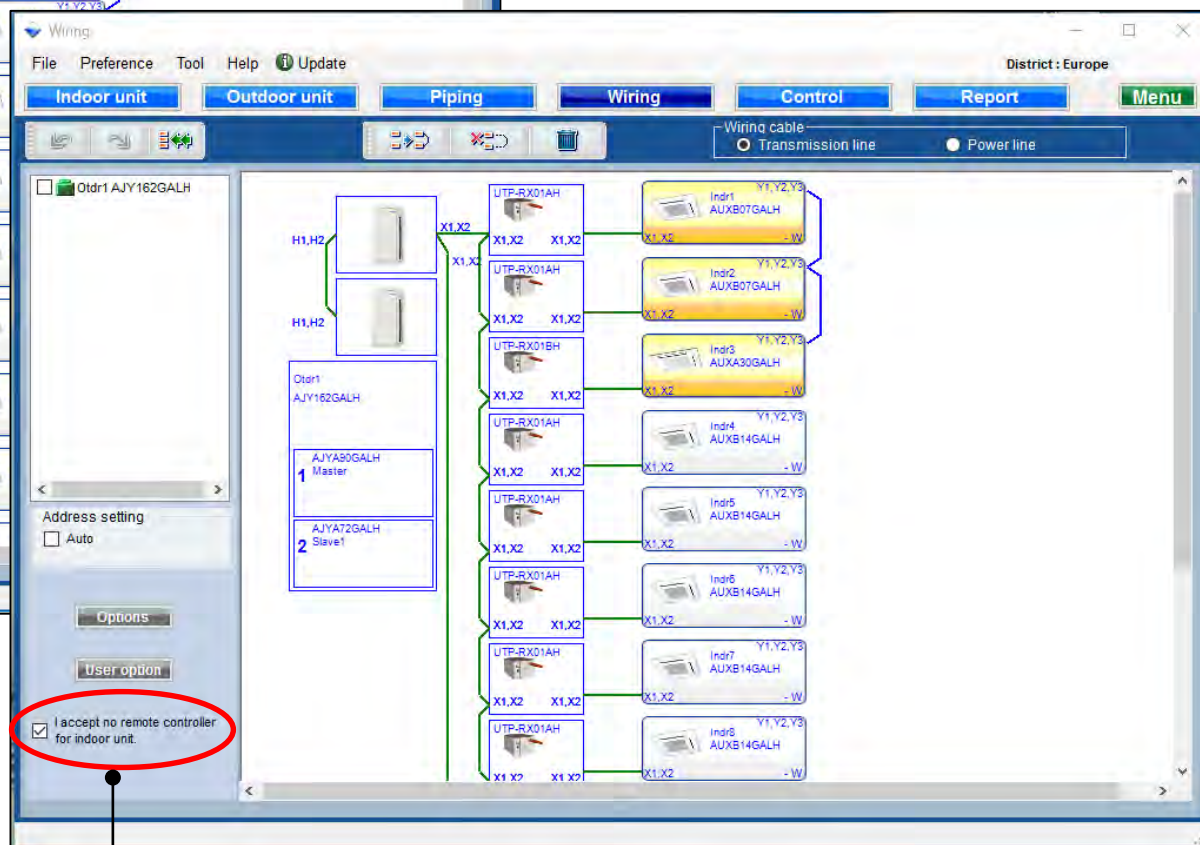 Y1,Y2,Y3
Wiring
File Preference Tool Help Update
District : Europe
Indoor unit Outdoor unit Piping Wiring Control Report Menu
Wiring cable
Transmission line Power line
Otdr1 AJY162GALH
Address setting
Auto
Options
User option
I accept no remote controller
for indoor unit.
H1,H2
H1,H2
X1,X2
X1,X2
Otdr1
AJY162GALH
AJYA90GALH
1 Master
AJYA72GALH
2 Slave1
UTP-RX01AH
X1,X2 X1,X2
UTP-RX01AH
X1,X2 X1,X2
UTP-RX01BH
X1,X2 X1,X2
UTP-RX01AH
X1,X2 X1,X2
UTP-RX01AH
X1,X2 X1,X2
UTP-RX01AH
X1,X2 X1,X2
UTP-RX01AH
X1,X2 X1,X2
UTP-RX01AH
X1,X2 X1,X2
Y1,Y2,Y3
Indr1
AUXB07GALH
X1,X2 - W
Y1,Y2,Y3
Indr2
AUXB07GALH
X1,X2 - W
Y1,Y2,Y3
Indr3
AUXA30GALH
X1,X2 - W
Y1,Y2,Y3
Indr4
AUXB14GALH
X1,X2 - W
Y1,Y2,Y3
Indr5
AUXB14GALH
X1,X2 - W
Y1,Y2,Y3
Indr6
AUXB14GALH
X1,X2 - W
Y1,Y2,Y3
Indr7
AUXB14GALH
X1,X2 - W
Y1,Y2,Y3
Indr8
AUXB14GALH
X1,X2 - W